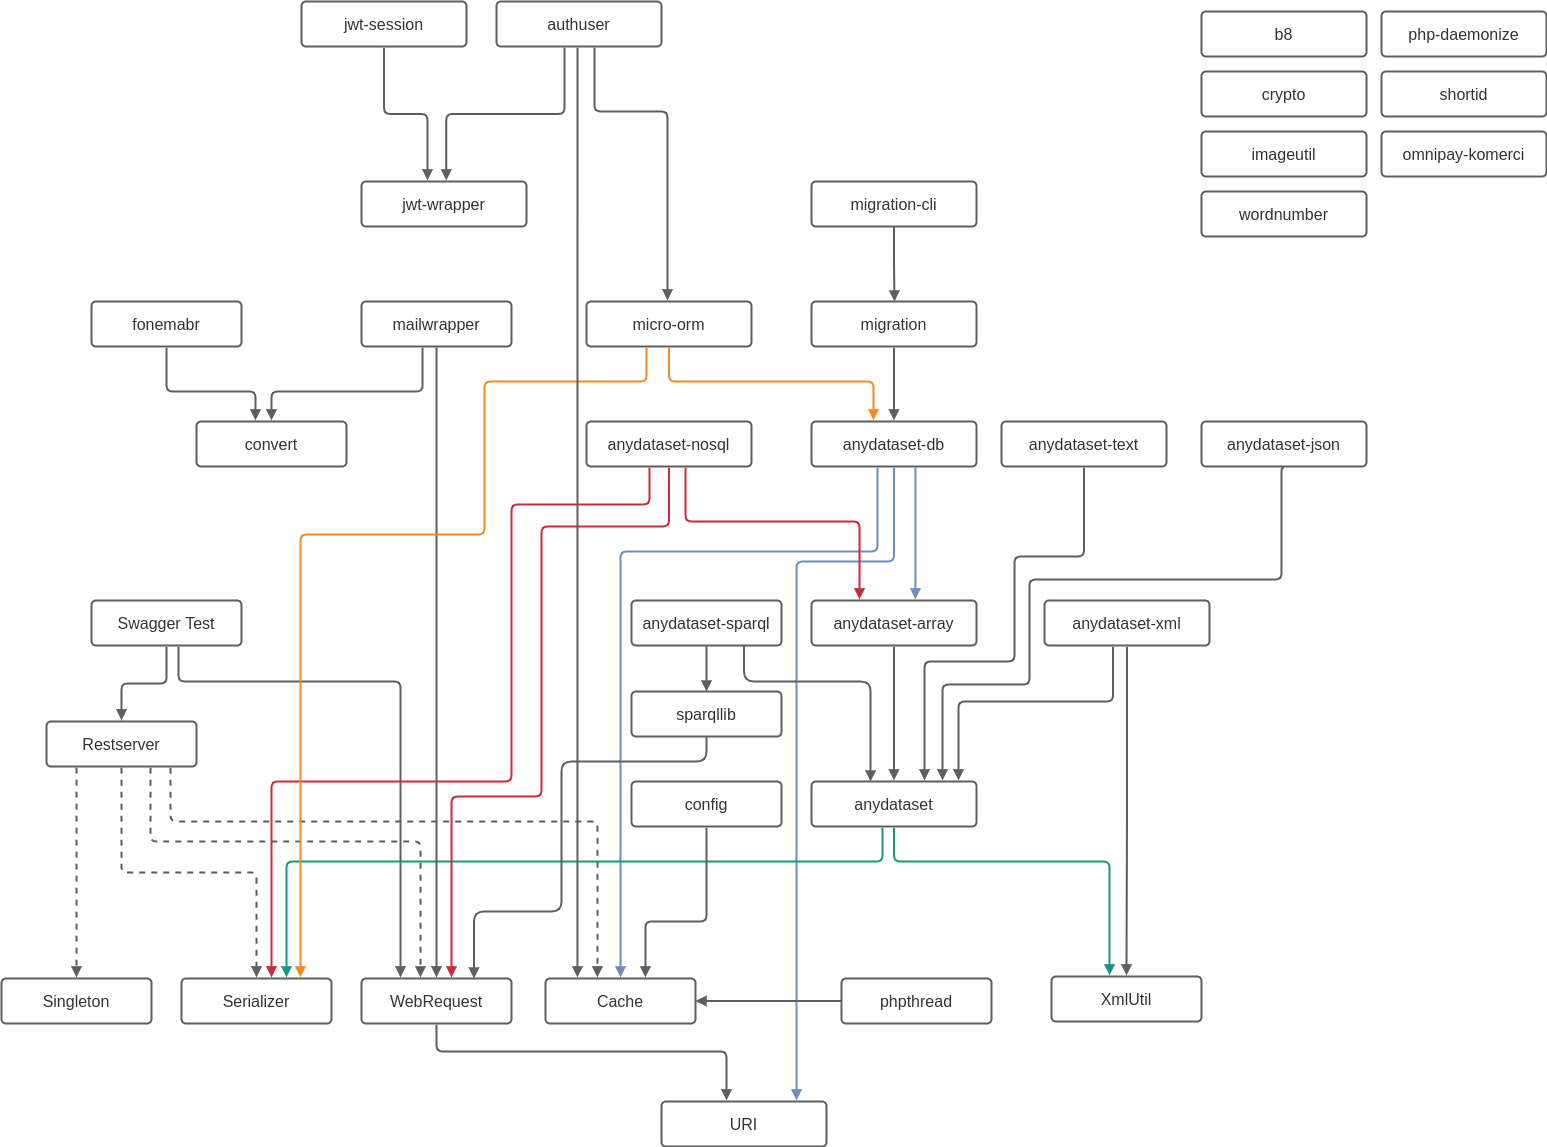 jwt-session
authuser
b8
php-daemonize
crypto
shortid
imageutil
omnipay-komerci
jwt-wrapper
migration-cli
wordnumber
fonemabr
mailwrapper
micro-orm
migration
convert
anydataset-nosql
anydataset-db
anydataset-text
anydataset-json
Swagger Test
anydataset-sparql
anydataset-array
anydataset-xml
sparqllib
Restserver
config
anydataset
Singleton
Serializer
WebRequest
Cache
phpthread
XmlUtil
URI